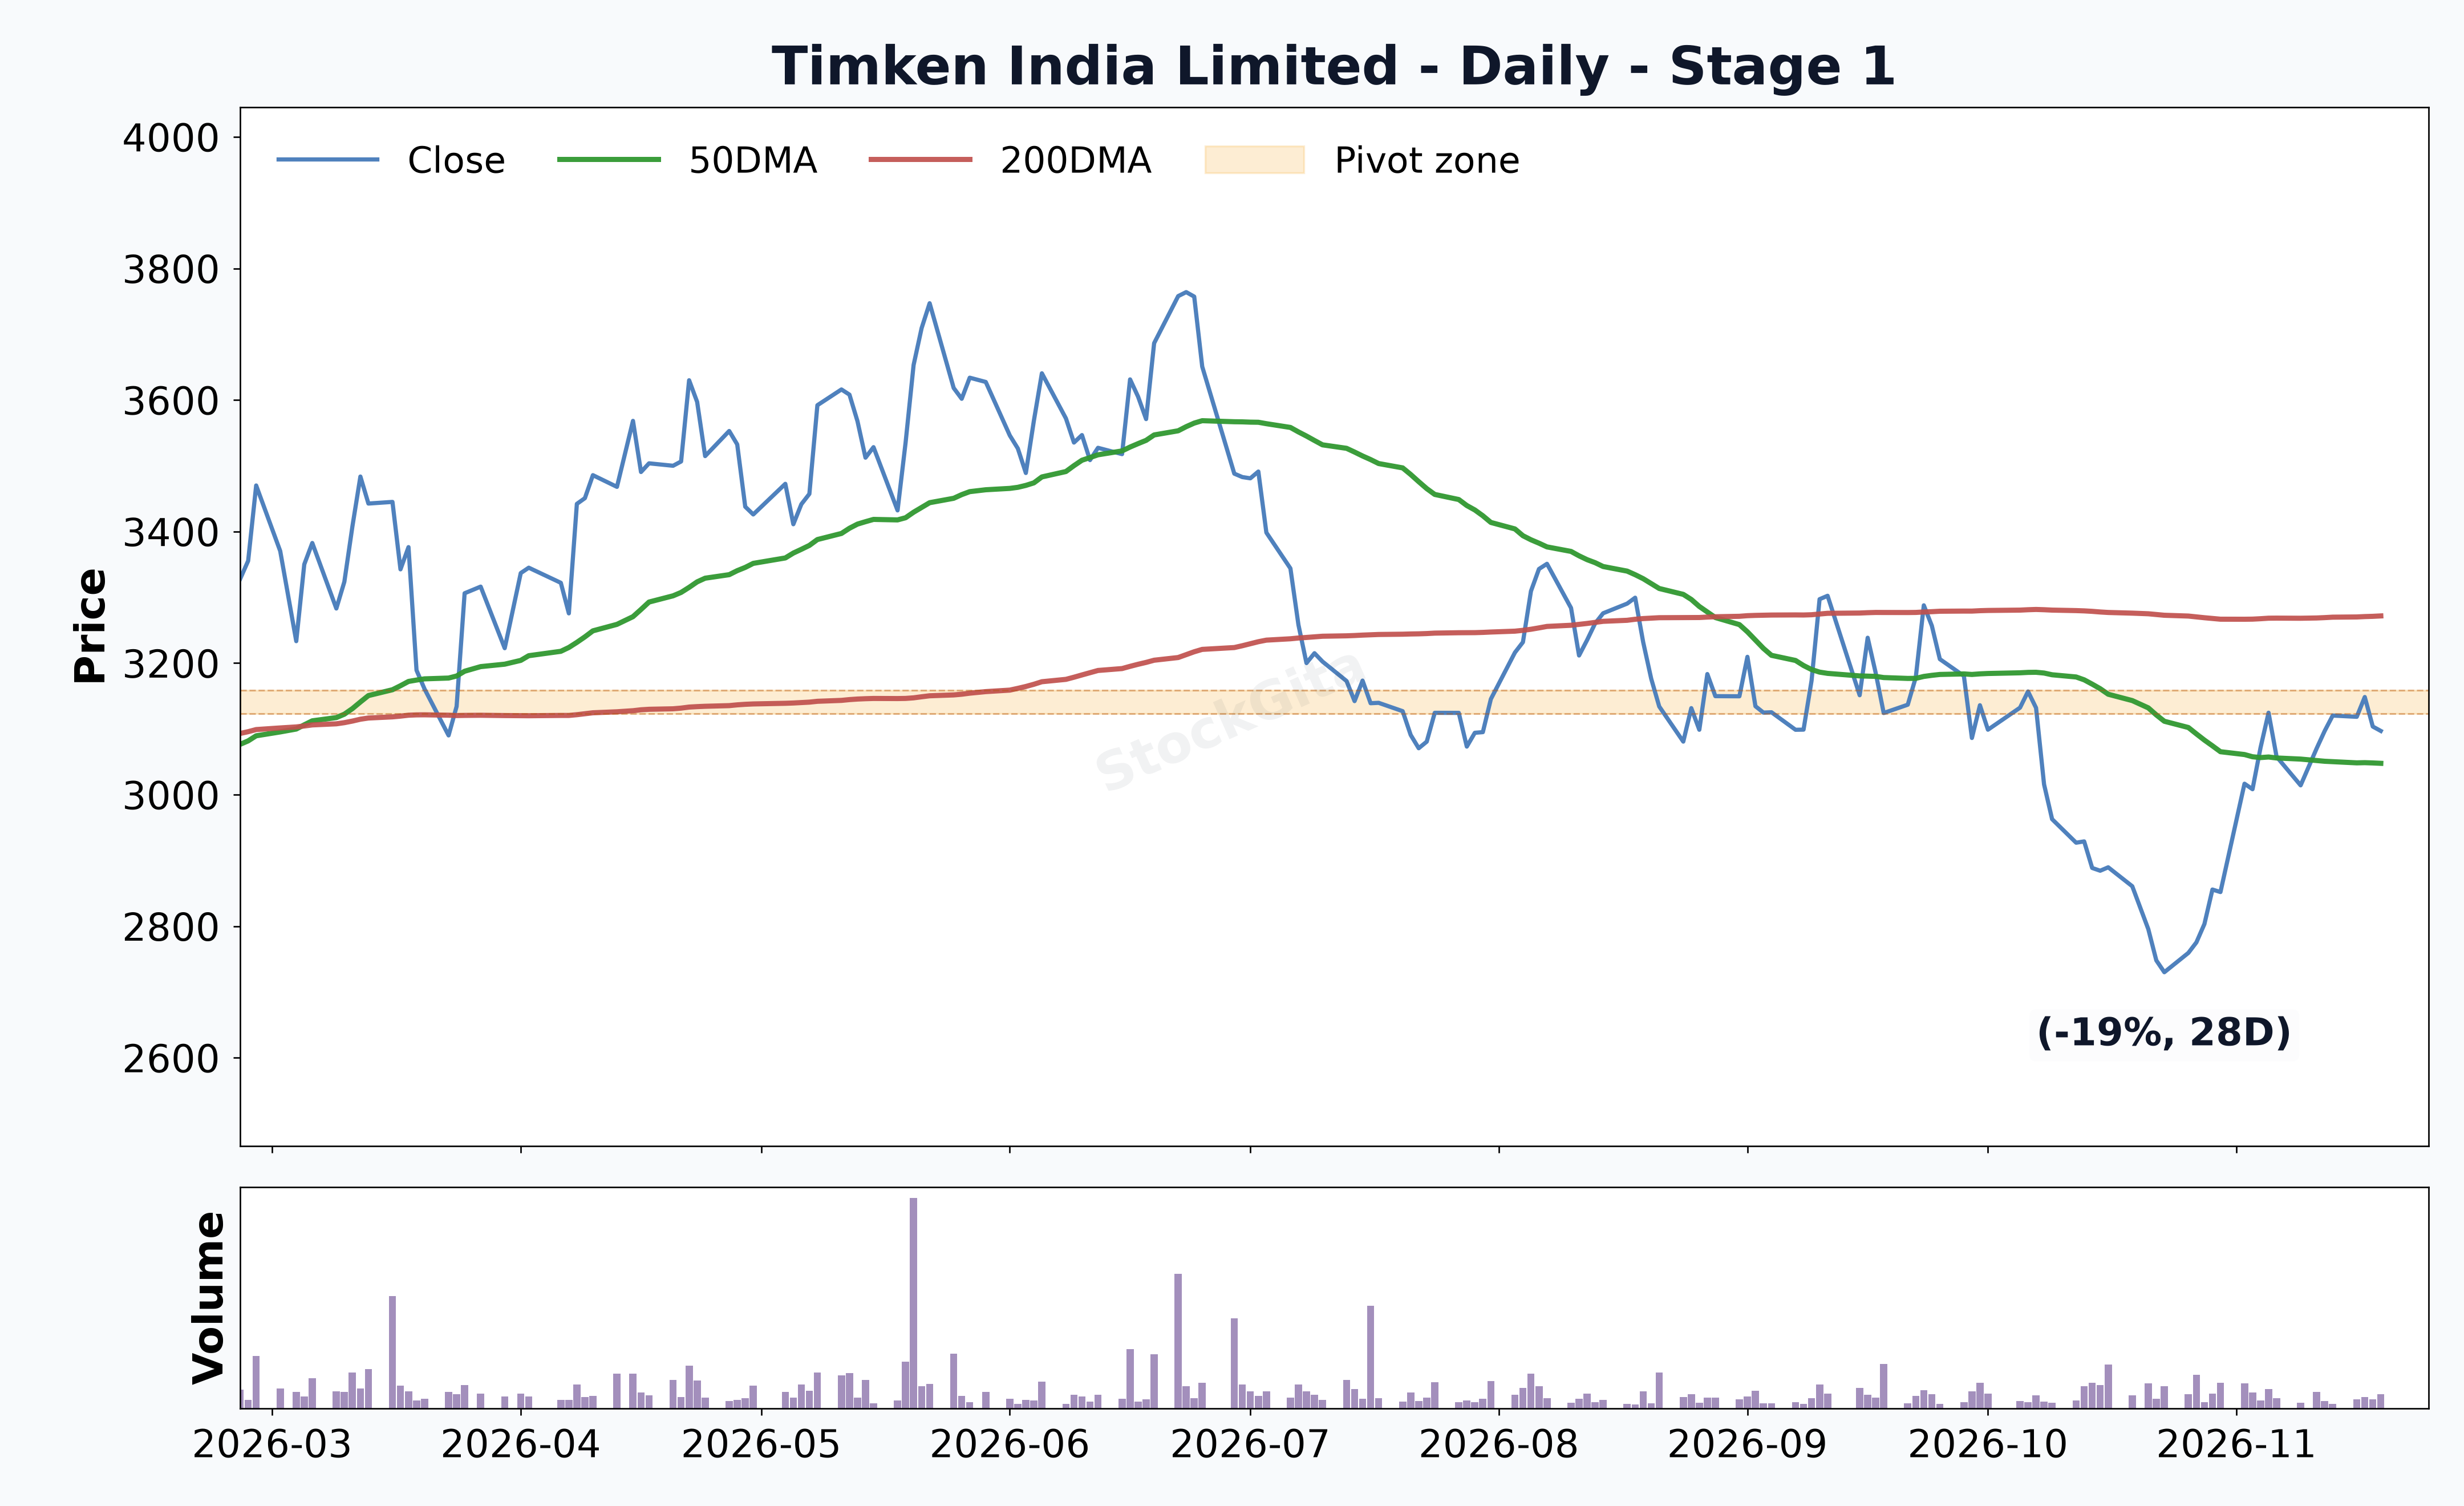 Timken India Limited - Daily - Stage 1
Close 50DMA 200DMA Pivot zone
Price
4000
3800
3600
3400
3200
3000
2800
2600
StockGita
(-19%, 28D)
Volume
2026-03 2026-04 2026-05 2026-06 2026-07 2026-08 2026-09 2026-10 2026-11